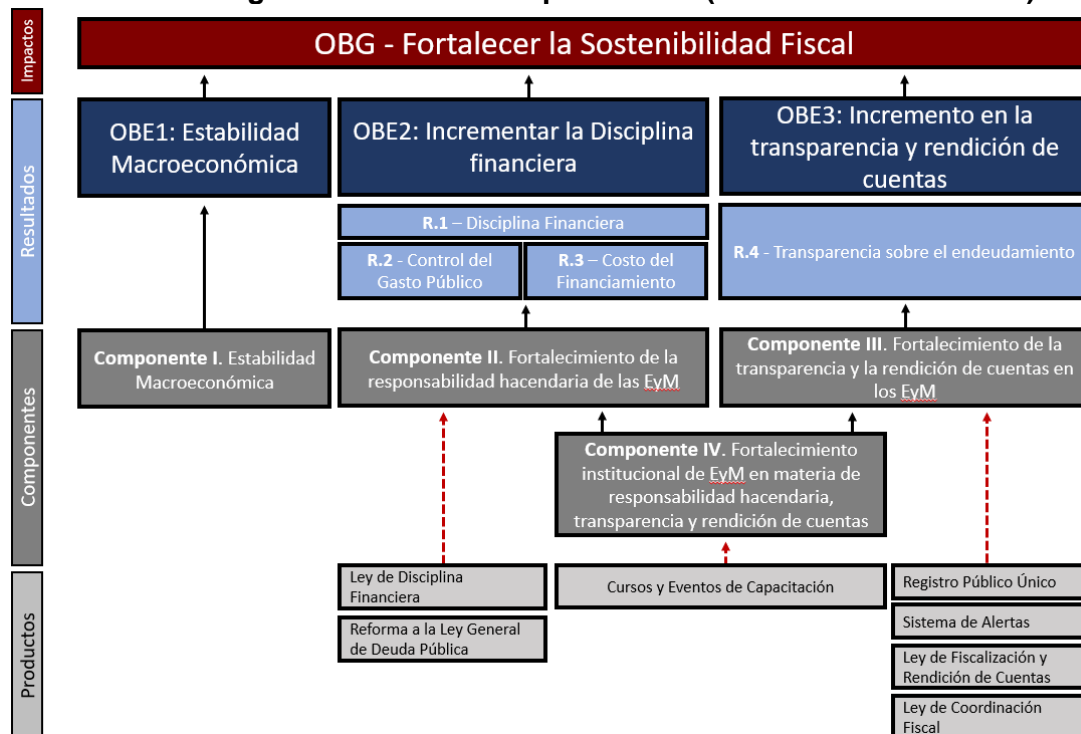 Impactos
OBG - Fortalecer la Sostenibilidad Fiscal
Resultados
OBE1: Estabilidad
Macroeconómica
OBE2: Incrementar la Disciplina
financiera
OBE3: Incremento en la
transparencia y rendición de
cuentas
R.1 – Disciplina Financiera
R.2 - Control del
Gasto Público
R.3 – Costo del
Financiamiento
R.4 - Transparencia sobre el endeudamiento
Componentes
Componente I. Estabilidad
Macroeconómica
Componente II. Fortalecimiento de la
responsabilidad hacendaria de las EyM
Componente III. Fortalecimiento de la
transparencia y la rendición de cuentas en
los EyM
Componente IV. Fortalecimiento
institucional de EyM en materia de
responsabilidad hacendaria,
transparencia y rendición de cuentas
Productos
Ley de Disciplina
Financiera
Reforma a la Ley General
de Deuda Pública
Cursos y Eventos de Capacitación
Registro Público Único
Sistema de Alertas
Ley de Fiscalización y
Rendición de Cuentas
Ley de Coordinación
Fiscal